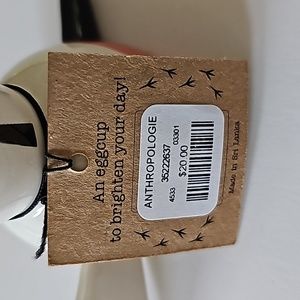 An eggcup
to brighten your day!
ANTHROPOLOGIE
35222637
4533 03301
$20.00
Made in Sri Lanka